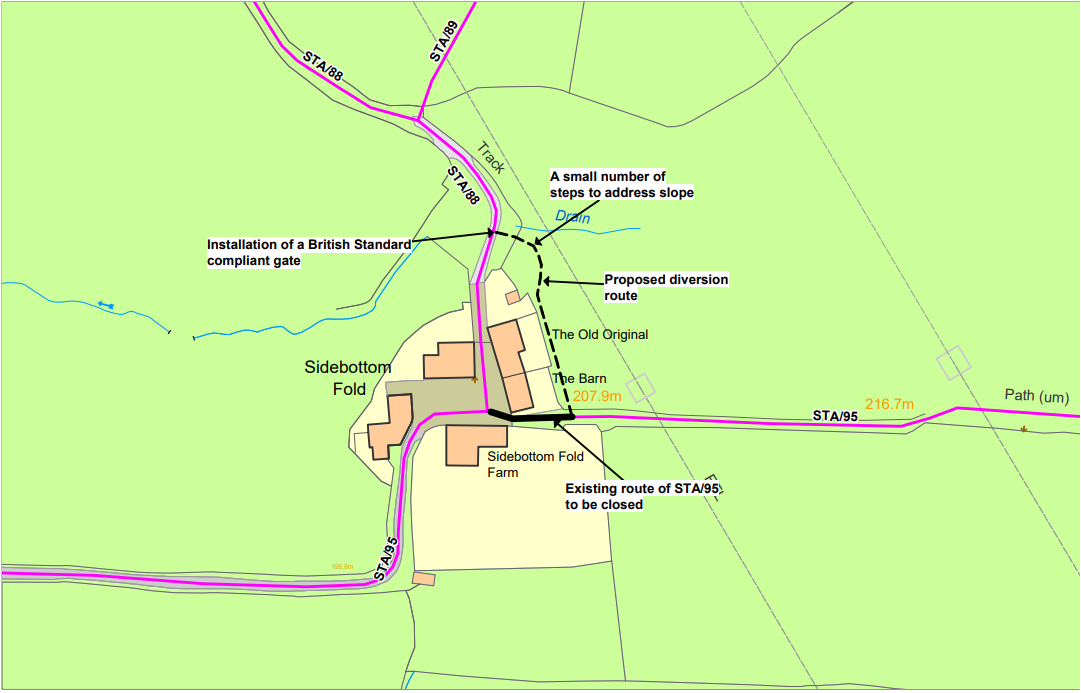 STA/88
STA/89
Track
STA/88
A small number of
steps to address slope
Drain
Installation of a British Standard
compliant gate
Proposed diversion
route
The Old Original
Sidebottom
Fold
The Barn
207.9m
216.7m
Path (um)
STA/95
Sidebottom Fold
Farm
Existing route of STA/95
to be closed
STA/95
195.6m